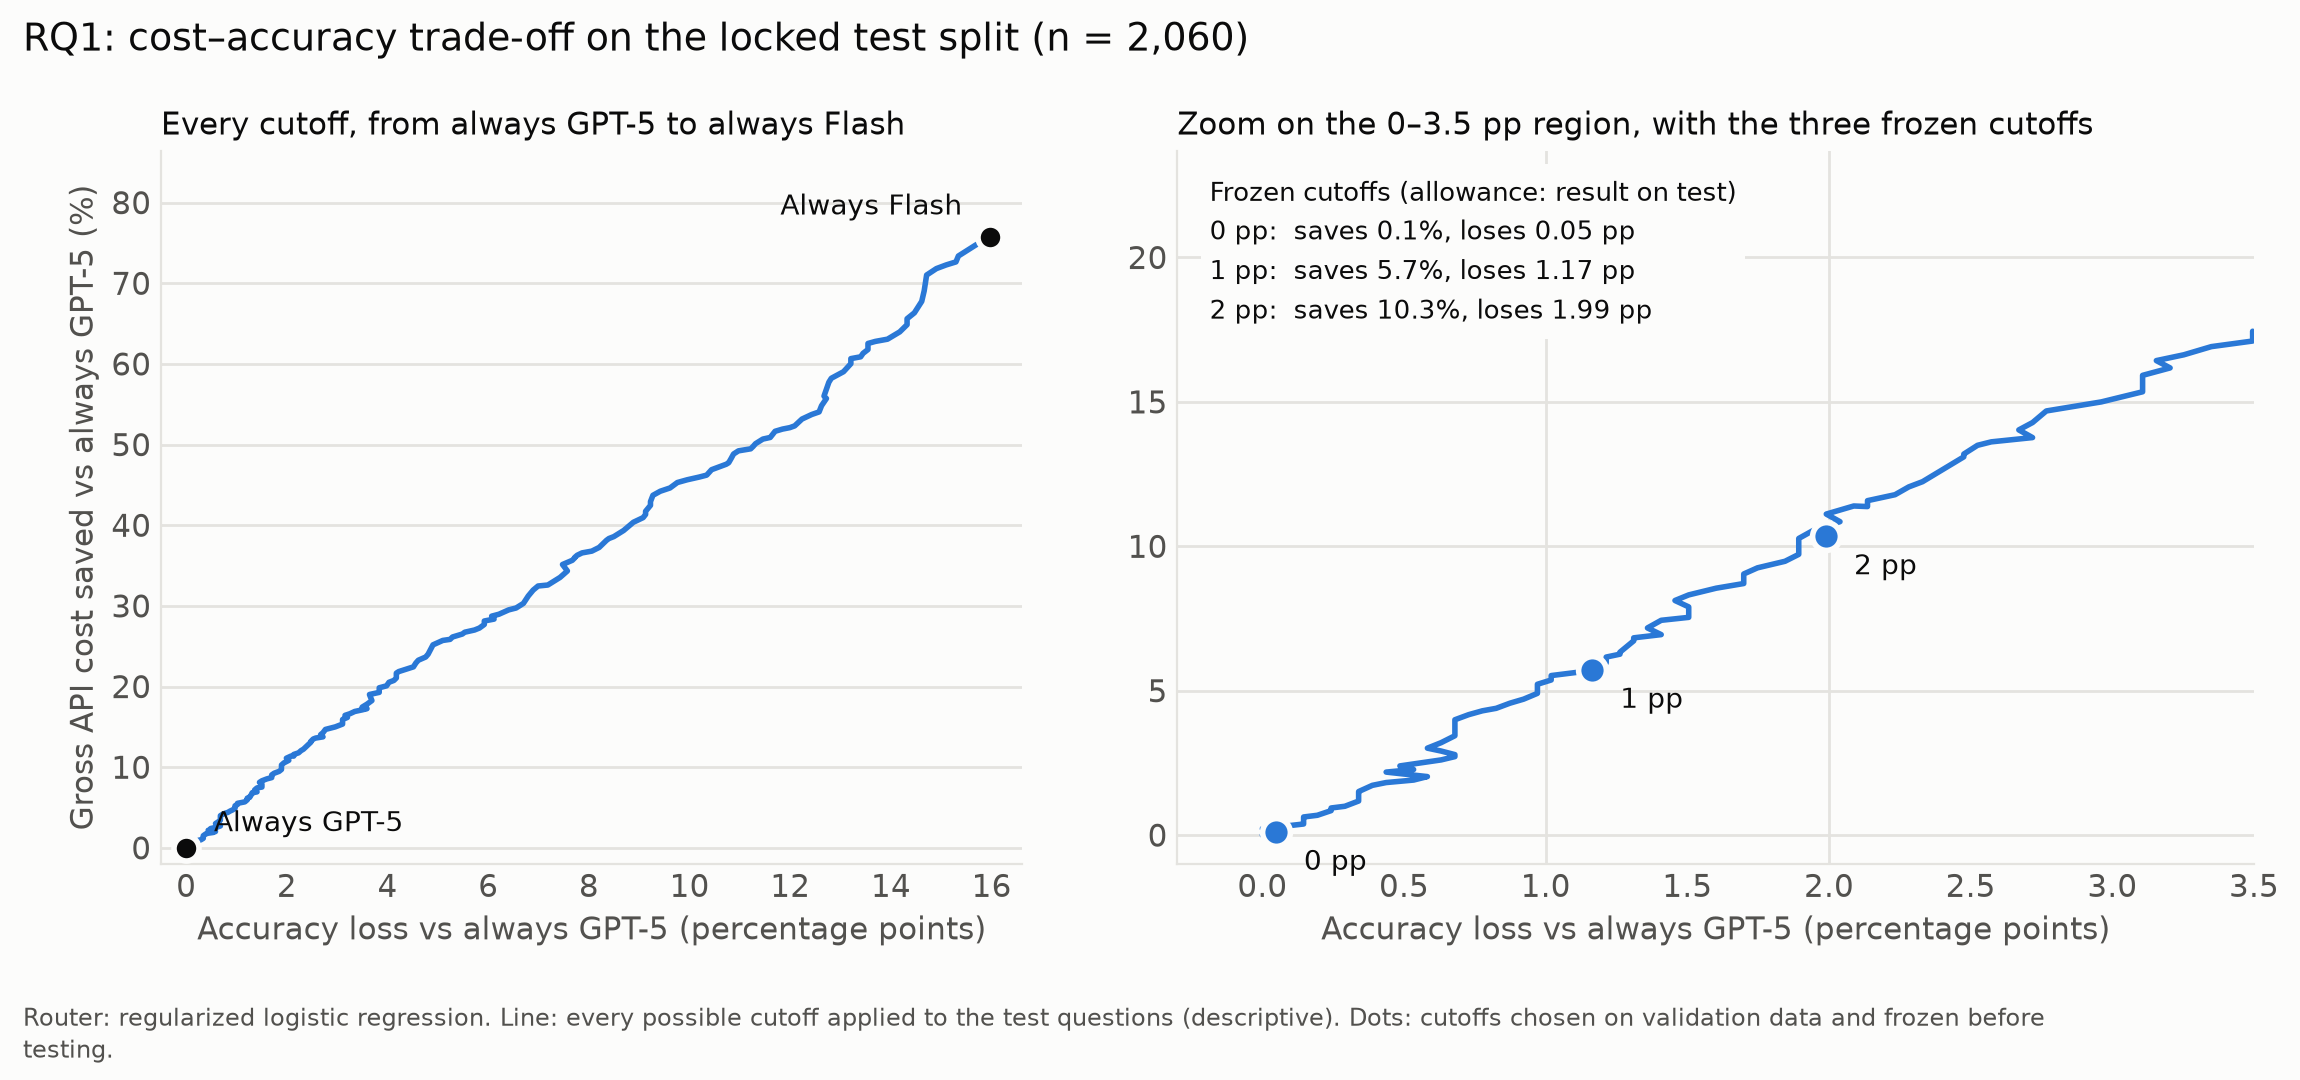 RQ1: cost–accuracy trade-off on the locked test split (n = 2,060)
Every cutoff, from always GPT-5 to always Flash
Gross API cost saved vs always GPT-5 (%)
80
70
60
50
40
30
20
10
0
Always Flash
Always GPT-5
0 2 4 6 8 10 12 14 16
Accuracy loss vs always GPT-5 (percentage points)
Zoom on the 0–3.5 pp region, with the three frozen cutoffs
Frozen cutoffs (allowance: result on test)
0 pp: saves 0.1%, loses 0.05 pp
1 pp: saves 5.7%, loses 1.17 pp
2 pp: saves 10.3%, loses 1.99 pp
20
15
10
5
0
2 pp
1 pp
0 pp
0.0 0.5 1.0 1.5 2.0 2.5 3.0 3.5
Accuracy loss vs always GPT-5 (percentage points)
Router: regularized logistic regression. Line: every possible cutoff applied to the test questions (descriptive). Dots: cutoffs chosen on validation data and frozen before
testing.